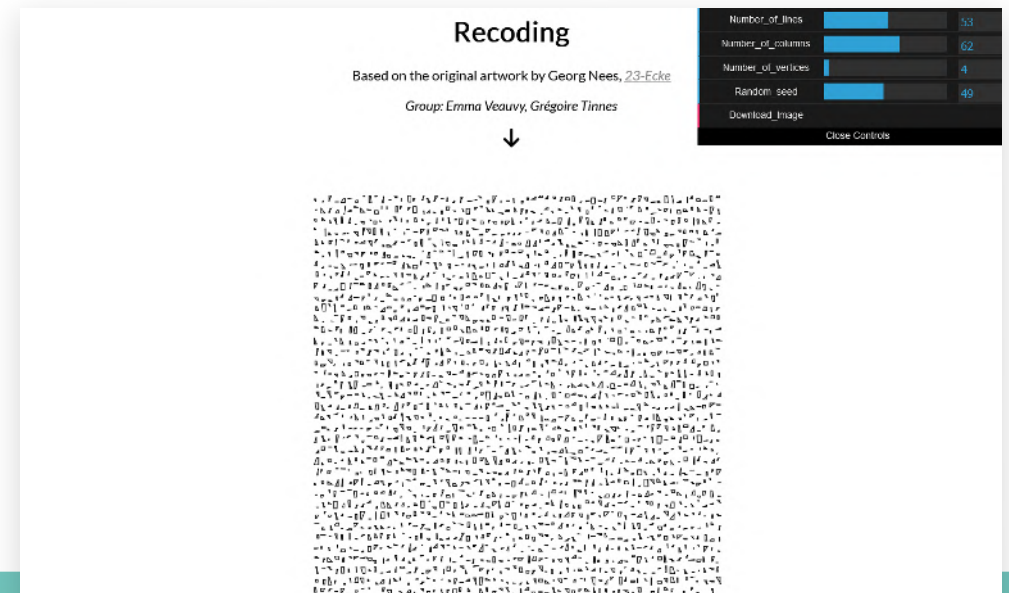 Recoding
Based on the original artwork by Georg Nees, 23-Ecke
Group: Emma Veauvy, Grégoire Tinnes
Number_of_lines 53
Number_of_columns 62
Number_of_vertices 4
Random_seed 49
Download_Image
Close Controls